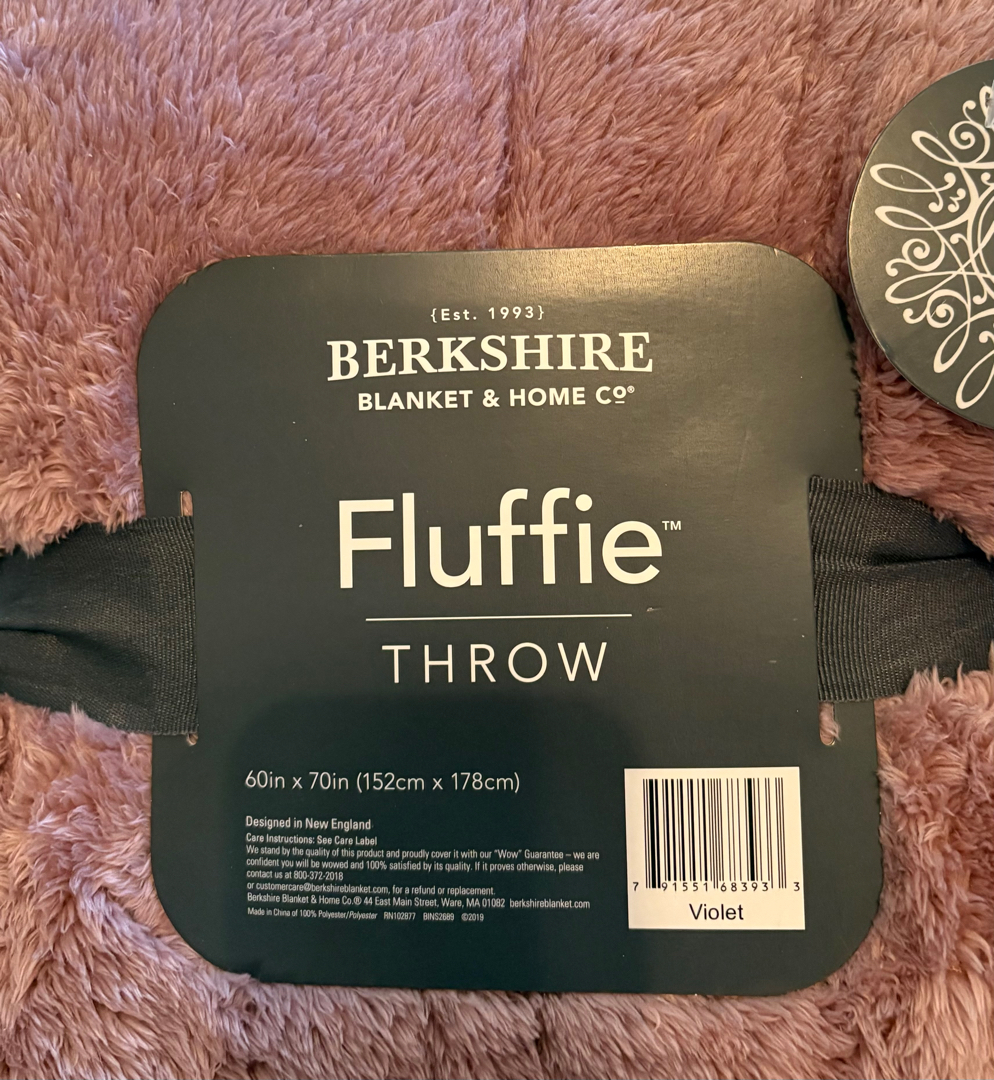 {Est. 1993}
BERKSHIRE
BLANKET & HOME Cº®
Fluffie™
THROW
60in x 70in (152cm x 178cm)
Designed in New England
Care Instructions: See Care Label
We stand by the quality of this product and proudly cover it with our "Wow" Guarantee – we are
confident you will be wowed and 100% satisfied by its quality. If it proves otherwise, please
contact us at 800-372-2018
or customercare@berkshireblanket.com, for a refund or replacement.
Berkshire Blanket & Home Co.® 44 East Main Street, Ware, MA 01082 berkshireblanket.com
Made in China of 100% Polyester/Polyester RN102877 BINS2689 ©2019
7 91551 68393 3
Violet